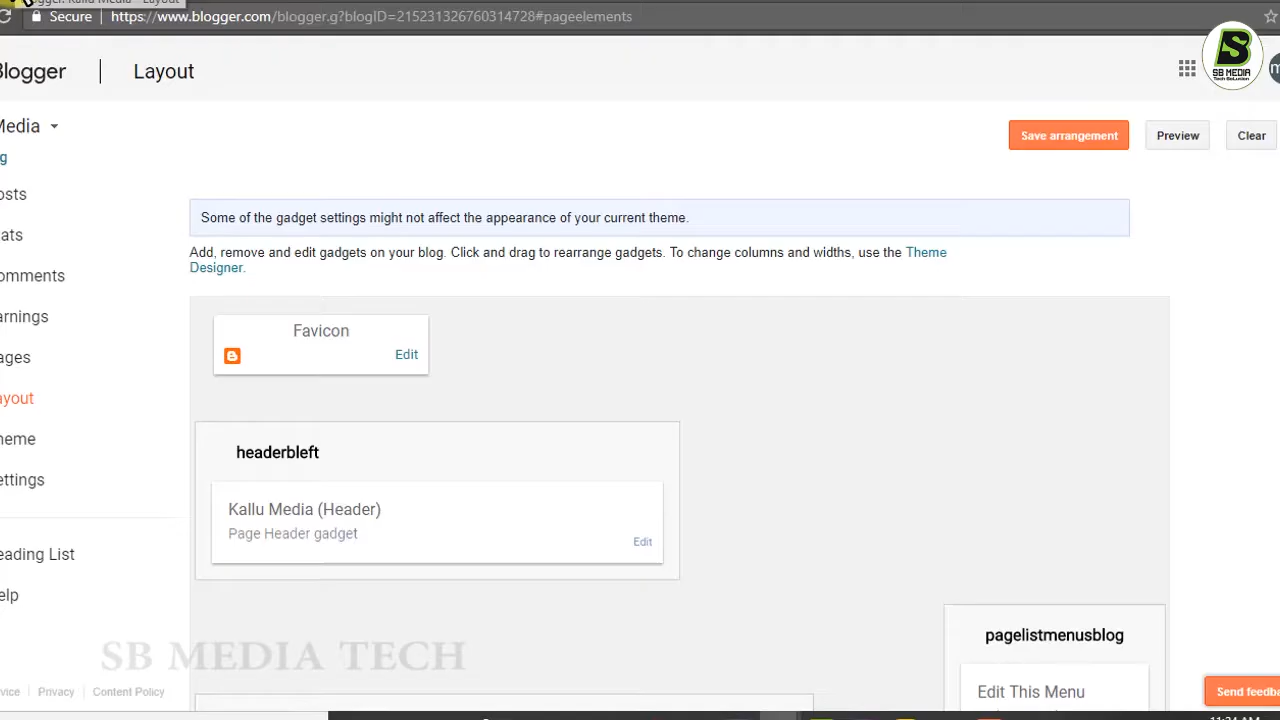 Secure | https://www.blogger.com/blogger.g?blogID=215231326760314728#pageelements
Blogger | Layout
SB MEDIA
Tech Solution
Media
Save arrangement
Preview
Clear
osts
ats
omments
arnings
ages
ayout
heme
ettings
eading List
elp
Some of the gadget settings might not affect the appearance of your current theme.
Add, remove and edit gadgets on your blog. Click and drag to rearrange gadgets. To change columns and widths, use the Theme
Designer.
Favicon
Edit
headerbleft
Kallu Media (Header)
Page Header gadget
Edit
pagelistmenusblog
Edit This Menu
SB MEDIA TECH
vice | Privacy | Content Policy
Send feedba